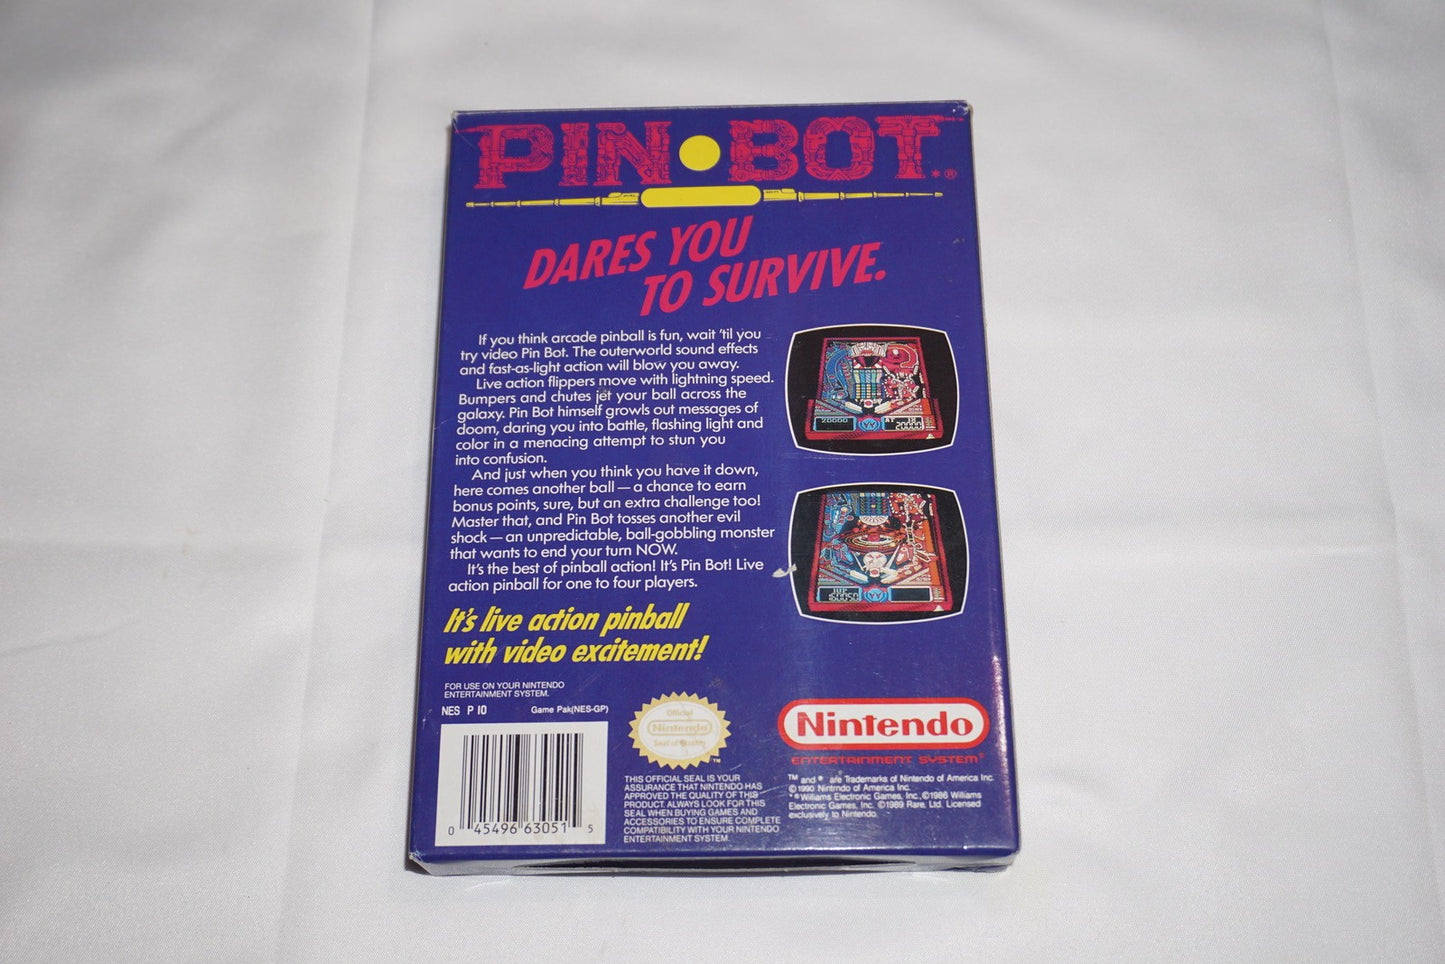 PIN•BOT.*®
DARES YOU
TO SURVIVE.
If you think arcade pinball is fun, wait 'til you
try video Pin Bot. The outerworld sound effects
and fast-as-light action will blow you away.
Live action flippers move with lightning speed.
Bumpers and chutes jet your ball across the
galaxy. Pin Bot himself growls out messages of
doom, daring you into battle, flashing light and
color in a menacing attempt to stun you
into confusion.
And just when you think you have it down,
here comes another ball — a chance to earn
bonus points, sure, but an extra challenge too!
Master that, and Pin Bot tosses another evil
shock — an unpredictable, ball-gobbling monster
that wants to end your turn NOW.
It's the best of pinball action! It's Pin Bot! Live
action pinball for one to four players.
It's live action pinball
with video excitement!
20000
20000
160050
FOR USE ON YOUR NINTENDO
ENTERTAINMENT SYSTEM.
NES P IO Game Pak(NES-GP)
0 45496 63051 5
Official
Nintendo
Seal of Quality
TM
THIS OFFICIAL SEAL IS YOUR
ASSURANCE THAT NINTENDO HAS
APPROVED THE QUALITY OF THIS
PRODUCT. ALWAYS LOOK FOR THIS
SEAL WHEN BUYING GAMES AND
ACCESSORIES TO ENSURE COMPLETE
COMPATIBILITY WITH YOUR NINTENDO
ENTERTAINMENT SYSTEM.
Nintendo
ENTERTAINMENT SYSTEM®
TM and ® are Trademarks of Nintendo of America Inc.
©1990 Nintendo of America Inc.
*®Williams Electronic Games, Inc., ©1986 Williams
Electronic Games, Inc. ©1989 Rare, Ltd. Licensed
exclusively to Nintendo.